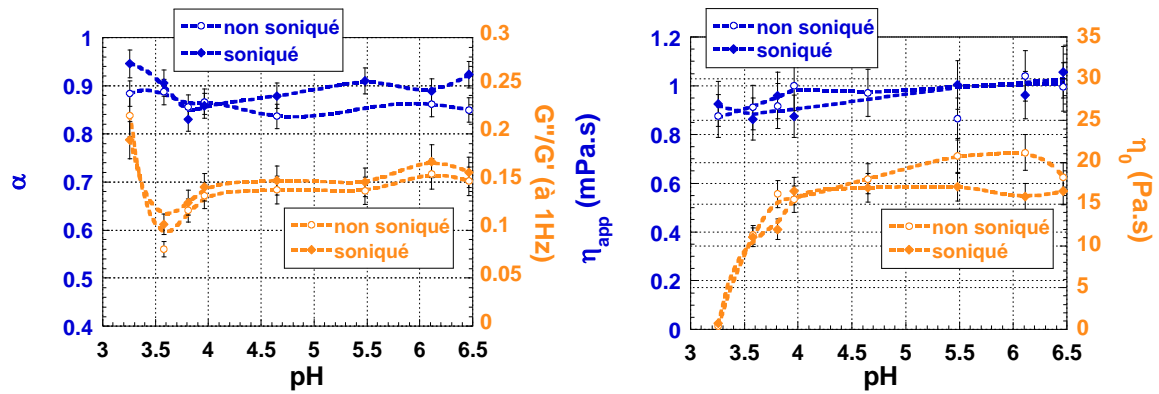 non soniqué
soniqué
1
0.9
0.8
0.7
0.6
0.5
0.4
α
0.3
0.25
0.2
0.15
0.1
0.05
0
G"/G' (à 1Hz)
non soniqué
soniqué
3 3.5 4 4.5 5 5.5 6 6.5
pH
non soniqué
soniqué
1.2
1
0.8
0.6
0.4
0.2
0
ηapp (mPa.s)
35
30
25
20
15
10
5
0
η0 (Pa.s)
non soniqué
soniqué
3 3.5 4 4.5 5 5.5 6 6.5
pH